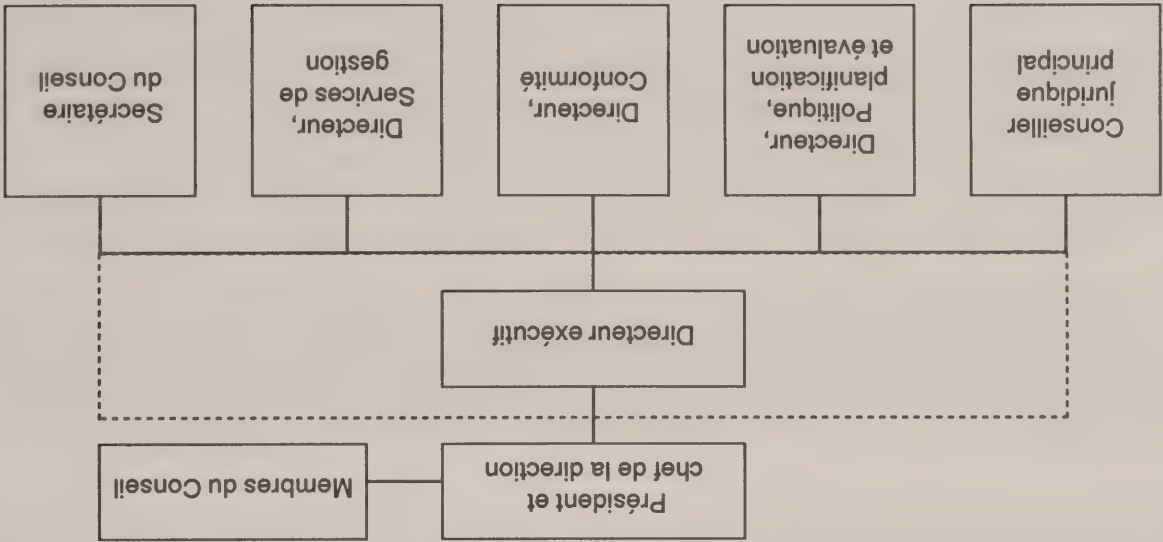 Président et
chef de la direction
Membres du Conseil
Directeur exécutif
Conseiller
juridique
principal
Directeur,
Politique,
planification
et évaluation
Directeur,
Conformité
Directeur,
Services de
gestion
Secrétaire
du Conseil